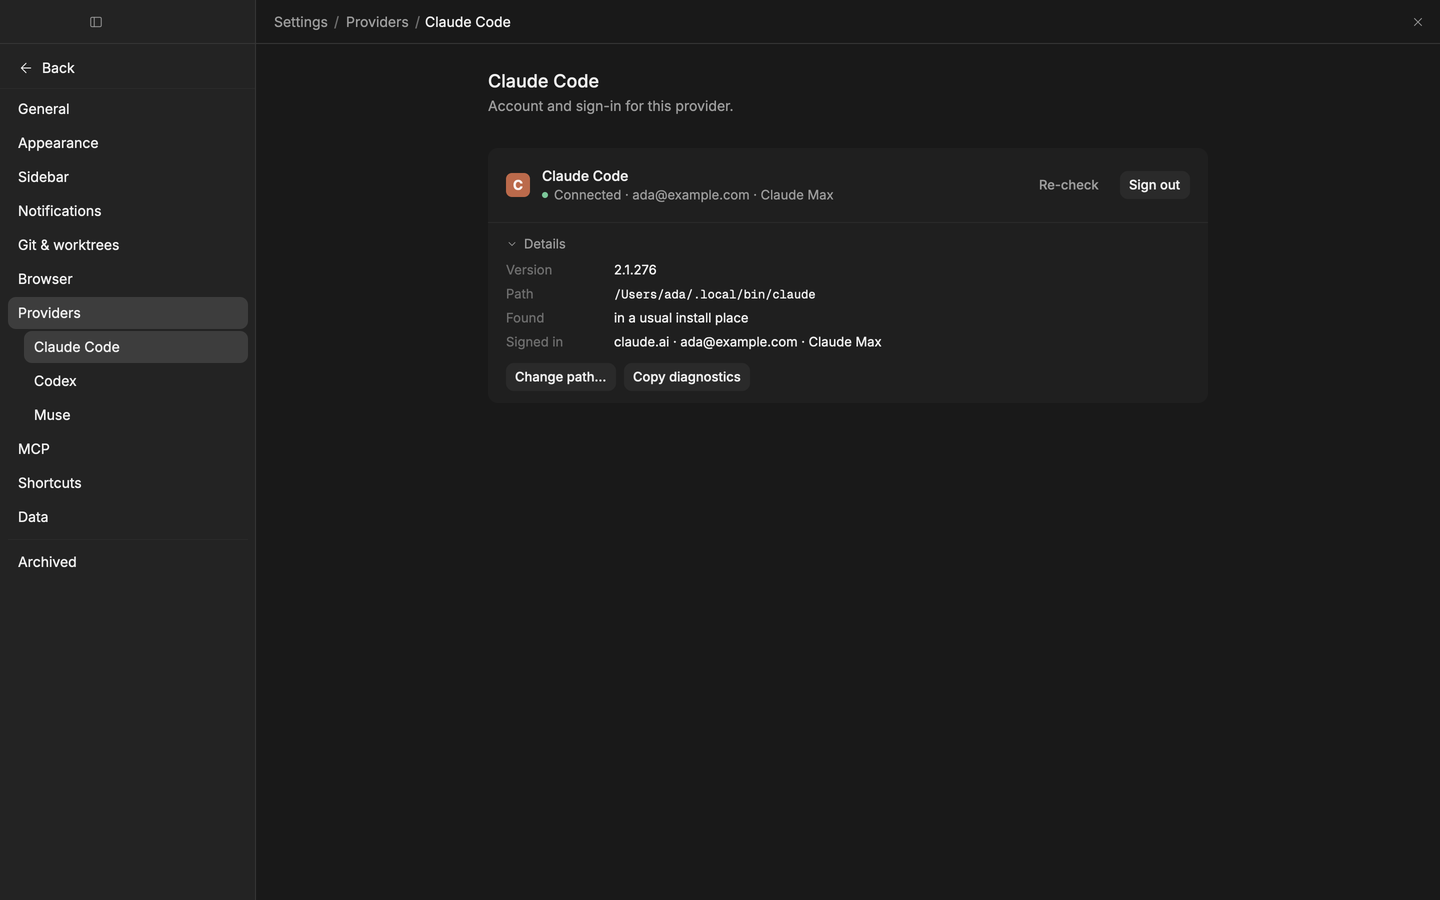 Settings / Providers / Claude Code
Back
General
Appearance
Sidebar
Notifications
Git & worktrees
Browser
Providers
Claude Code
Codex
Muse
MCP
Shortcuts
Data
Archived
Claude Code
Account and sign-in for this provider.
C
Claude Code
Connected · ada@example.com · Claude Max
Re-check
Sign out
Details
Version 2.1.276
Path /Users/ada/.local/bin/claude
Found in a usual install place
Signed in claude.ai · ada@example.com · Claude Max
Change path...
Copy diagnostics